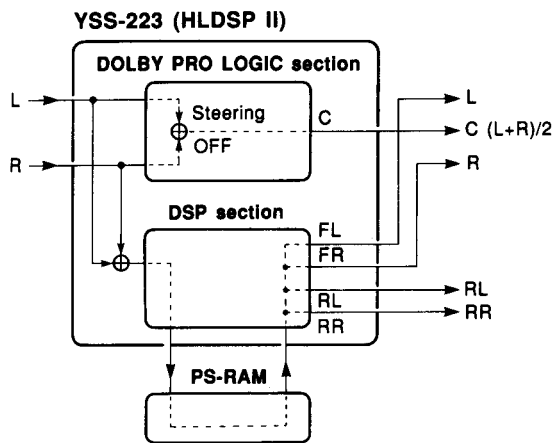 YSS-223 (HLDSP II)
DOLBY PRO LOGIC section
L
Steering
OFF
C
L
C (L+R)/2
R
R
DSP section
FL
FR
RL
RR
RL
RR
PS-RAM